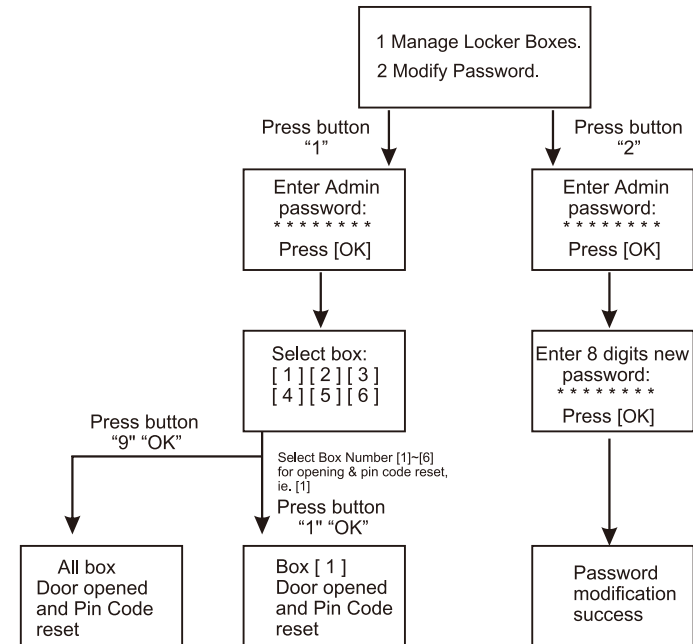 1 Manage Locker Boxes.
2 Modify Password.
Press button
“1”
Press button
“2”
Enter Admin
password:
* * * * * * * *
Press [OK]
Enter Admin
password:
* * * * * * * *
Press [OK]
Select box:
[ 1 ] [ 2 ] [ 3 ]
[ 4 ] [ 5 ] [ 6 ]
Enter 8 digits new
password:
* * * * * * * *
Press [OK]
Press button
“9" “OK”
Select Box Number [1]~[6]
for opening & pin code reset,
ie. [1]
Press button
“1" “OK”
All box
Door opened
and Pin Code
reset
Box [ 1 ]
Door opened
and Pin Code
reset
Password
modification
success